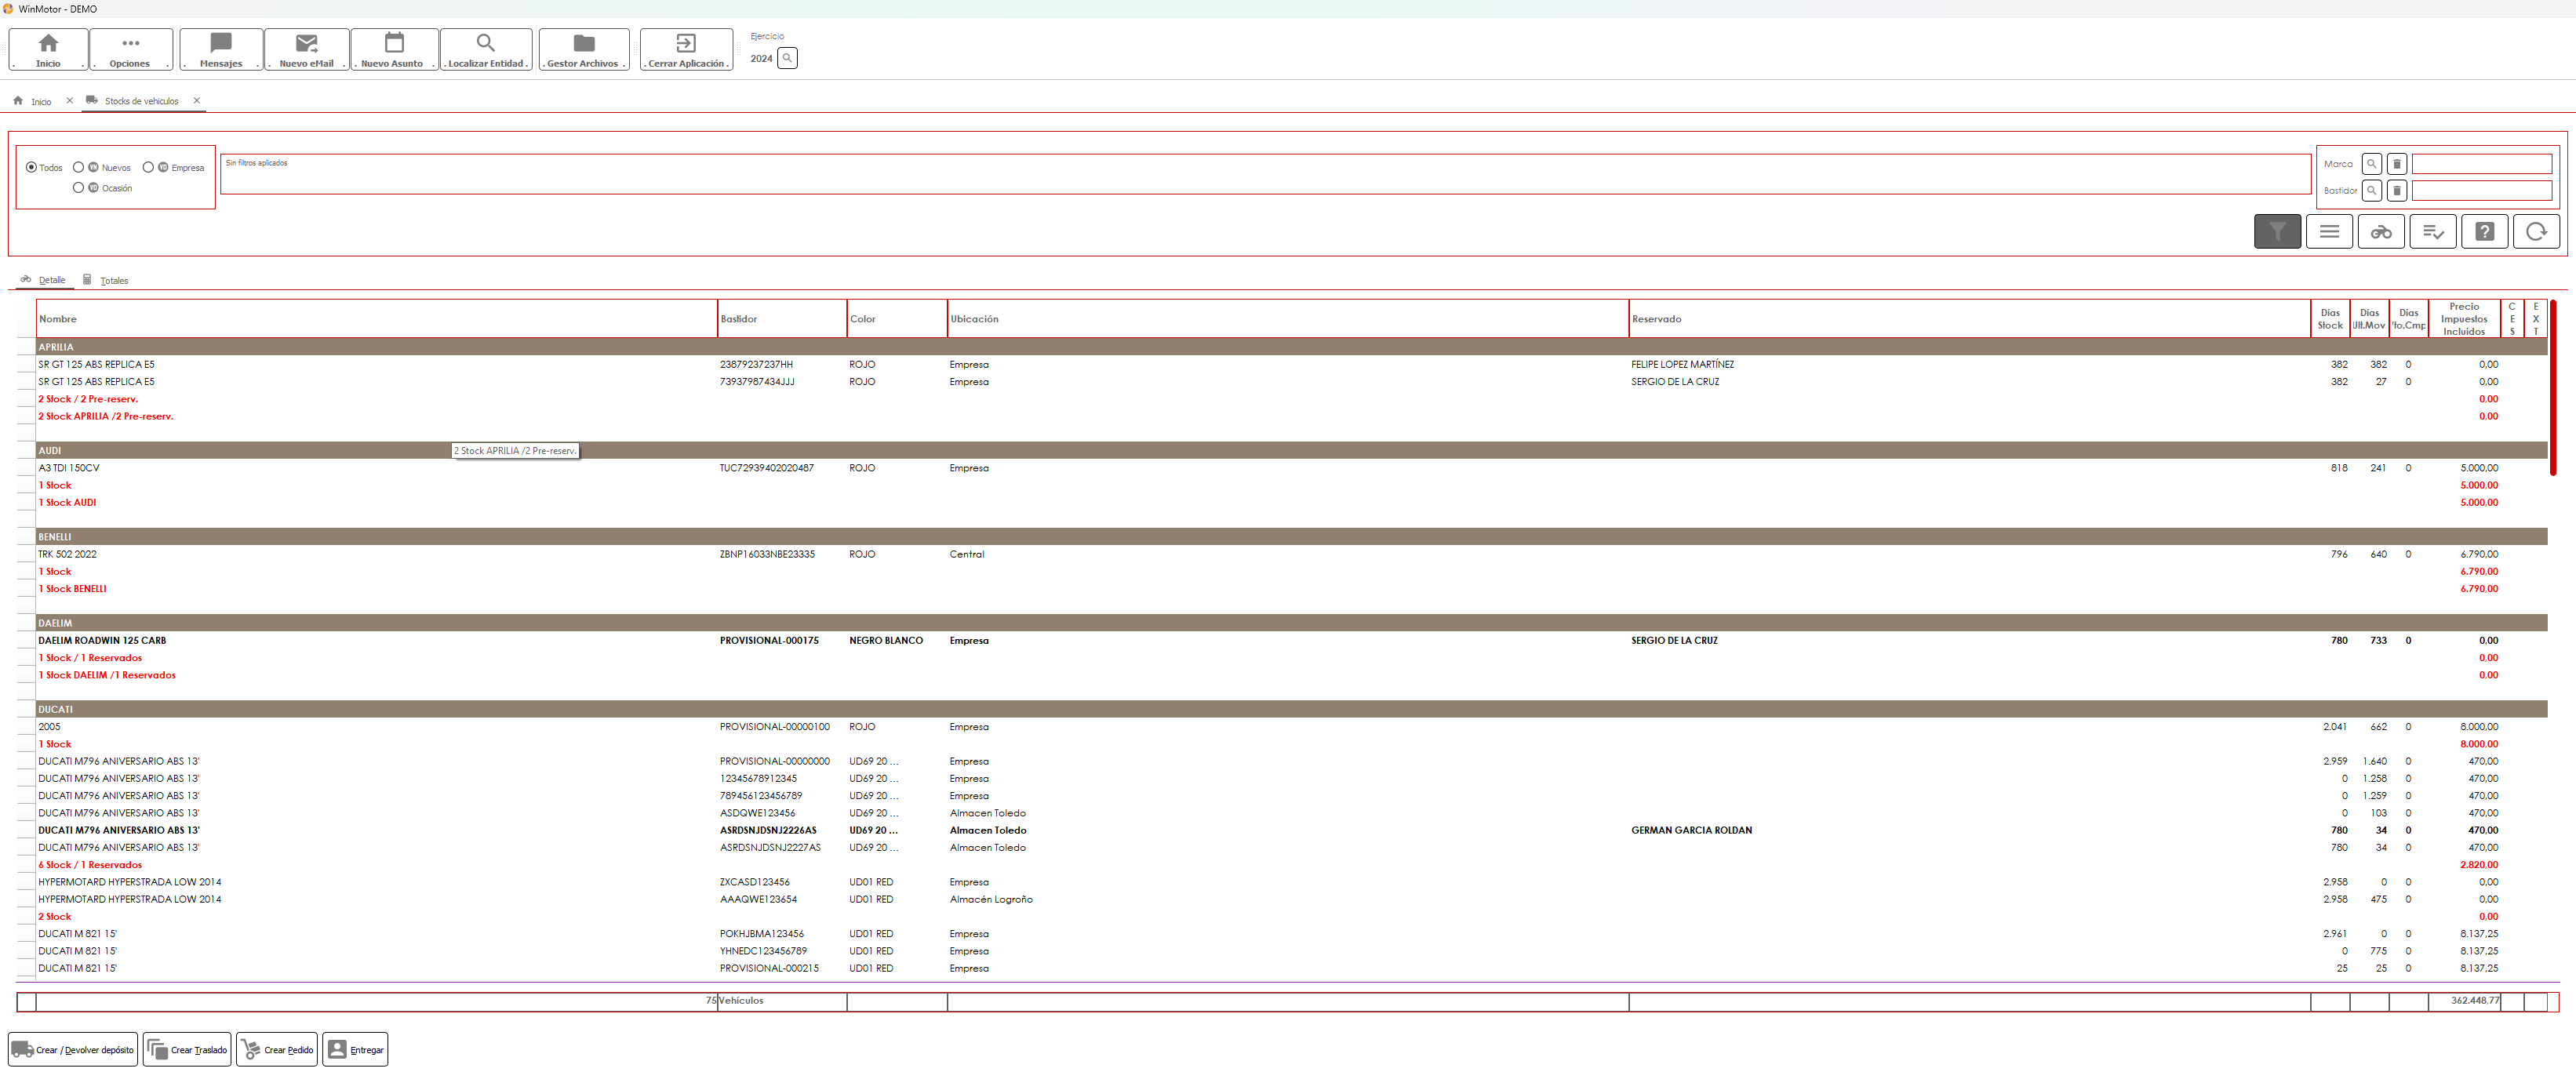 WinMotor - DEMO
Inicio Opciones Mensajes Nuevo eMail Nuevo Asunto Localizar Entidad Gestor Archivos Cerrar Aplicación
Ejercicio
2024
Inicio Stocks de vehiculos
Todos Nuevos Empresa
Ocasión
Sin filtros aplicados
Marca
Bastidor
Detalle Totales
Nombre Bastidor Color Ubicación Reservado Días Stock Días Ult.Mov Días Precio Impuestos Incluidos CES EXT
APRILIA
SR GT 125 ABS REPLICA E5 23879237237HH ROJO Empresa FELIPE LOPEZ MARTÍNEZ 382 382 0 0,00
SR GT 125 ABS REPLICA E5 73937987434JJJ ROJO Empresa SERGIO DE LA CRUZ 382 27 0 0,00
2 Stock / 2 Pre-reserv. 0.00
2 Stock APRILIA /2 Pre-reserv. 0.00
AUDI 2 Stock APRILIA /2 Pre-reserv.
A3 TDI 150CV TUC72939402020487 ROJO Empresa 818 241 0 5.000,00
1 Stock 5.000.00
1 Stock AUDI 5.000.00
BENELLI
TRK 502 2022 ZBNP16033NBE23335 ROJO Central 796 640 0 6.790,00
1 Stock 6.790.00
1 Stock BENELLI 6.790.00
DAELIM
DAELIM ROADWIN 125 CARB PROVISIONAL-000175 NEGRO BLANCO Empresa SERGIO DE LA CRUZ 780 733 0 0,00
1 Stock / 1 Reservados 0.00
1 Stock DAELIM /1 Reservados 0.00
DUCATI
2005 PROVISIONAL-00000100 ROJO Empresa 2.041 662 0 8.000,00
1 Stock 8.000.00
DUCATI M796 ANIVERSARIO ABS 13' PROVISIONAL-00000000 UD69 20 ... Empresa 2.959 1.640 0 470,00
DUCATI M796 ANIVERSARIO ABS 13' 12345678912345 UD69 20 ... Empresa 0 1.258 0 470,00
DUCATI M796 ANIVERSARIO ABS 13' 789456123456789 UD69 20 ... Empresa 0 1.259 0 470,00
DUCATI M796 ANIVERSARIO ABS 13' ASDQWE123456 UD69 20 ... Almacen Toledo 0 103 0 470,00
DUCATI M796 ANIVERSARIO ABS 13' ASRDSNJDSNJ2226AS UD69 20 ... Almacen Toledo GERMAN GARCIA ROLDAN 780 34 0 470,00
DUCATI M796 ANIVERSARIO ABS 13' ASRDSNJDSNJ2227AS UD69 20 ... Almacen Toledo 780 34 0 470,00
6 Stock / 1 Reservados 2.820.00
HYPERMOTARD HYPERSTRADA LOW 2014 ZXCASD123456 UD01 RED Empresa 2.958 0 0 0,00
HYPERMOTARD HYPERSTRADA LOW 2014 AAAQWE123654 UD01 RED Almacén Logroño 2.958 475 0 0,00
2 Stock 0.00
DUCATI M 821 15' POKHJBMA123456 UD01 RED Empresa 2.961 0 0 8.137,25
DUCATI M 821 15' YHNEDC123456789 UD01 RED Empresa 0 775 0 8.137,25
DUCATI M 821 15' PROVISIONAL-000215 UD01 RED Empresa 25 25 0 8.137,25
75 Vehículos 362.448,77
Crear / Devolver depósito Crear Traslado Crear Pedido Entregar